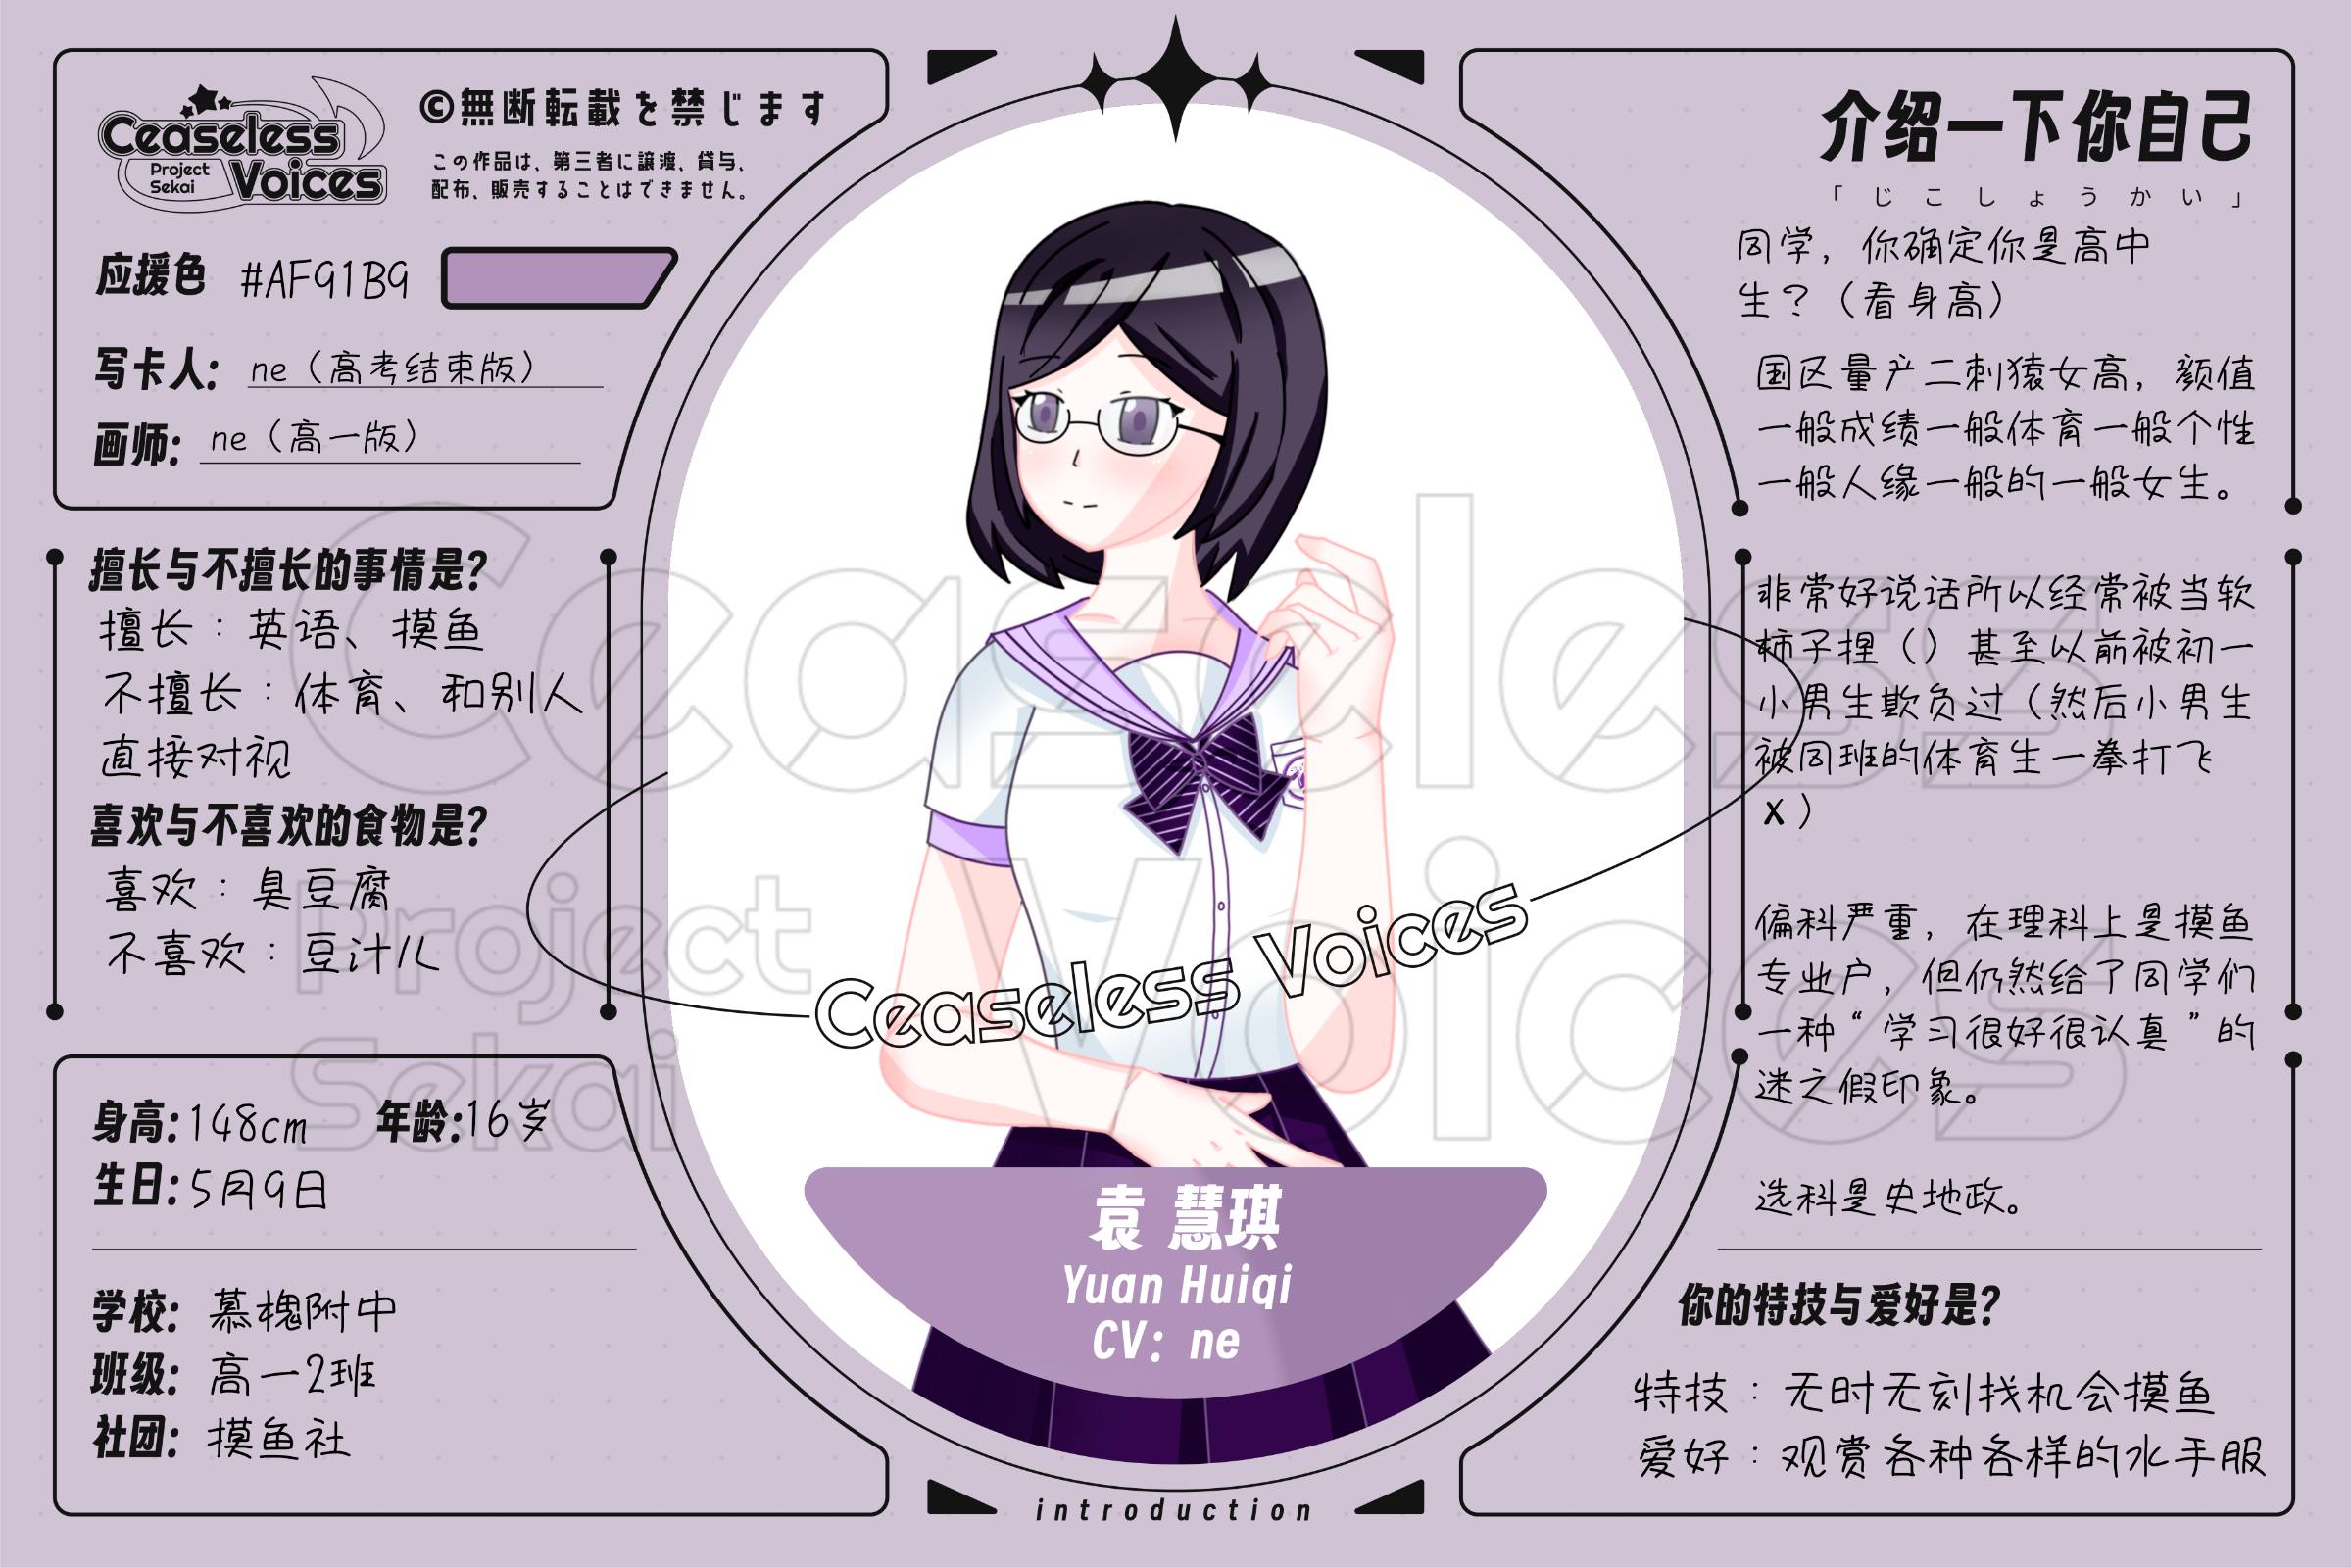 Ceaseless
Project
Sekai
Voices
©無断転載を禁じます
この作品は、第三者に譲渡、貸与、
配布、販売することはできません。
应援色 #AF91B9
写卡人: ne（高考结束版）
画师: ne（高一版）
擅长与不擅长的事情是?
擅长：英语、摸鱼
不擅长：体育、和别人
直接对视
喜欢与不喜欢的食物是?
喜欢：臭豆腐
不喜欢：豆汁儿
身高:148cm 年龄:16岁
生日:5月9日
学校: 慕槐附中
班级: 高一2班
社团: 摸鱼社
Ceaseless Voices
袁 慧琪
Yuan Huiqi
CV: ne
introduction
介绍一下你自己
「じこしょうかい」
同学，你确定你是高中
生？（看身高）
国区量产二刺猿女高，颜值
一般成绩一般体育一般个性
一般人缘一般的一般女生。
非常好说话所以经常被当软
柿子捏（）甚至以前被初一
小男生欺负过（然后小男生
被同班的体育生一拳打飞
x）
偏科严重，在理科上是摸鱼
专业户，但仍然给了同学们
一种“学习很好很认真”的
迷之假印象。
选科是史地政。
你的特技与爱好是?
特技：无时无刻找机会摸鱼
爱好：观赏各种各样的水手服
Ceaseless
Project
Sekai
Voices